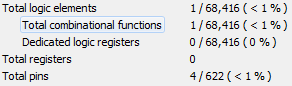 Total logic elements 1 / 68,416 ( < 1 % )
Total combinational functions 1 / 68,416 ( < 1 % )
Dedicated logic registers 0 / 68,416 ( 0 % )
Total registers 0
Total pins 4 / 622 ( < 1 % )